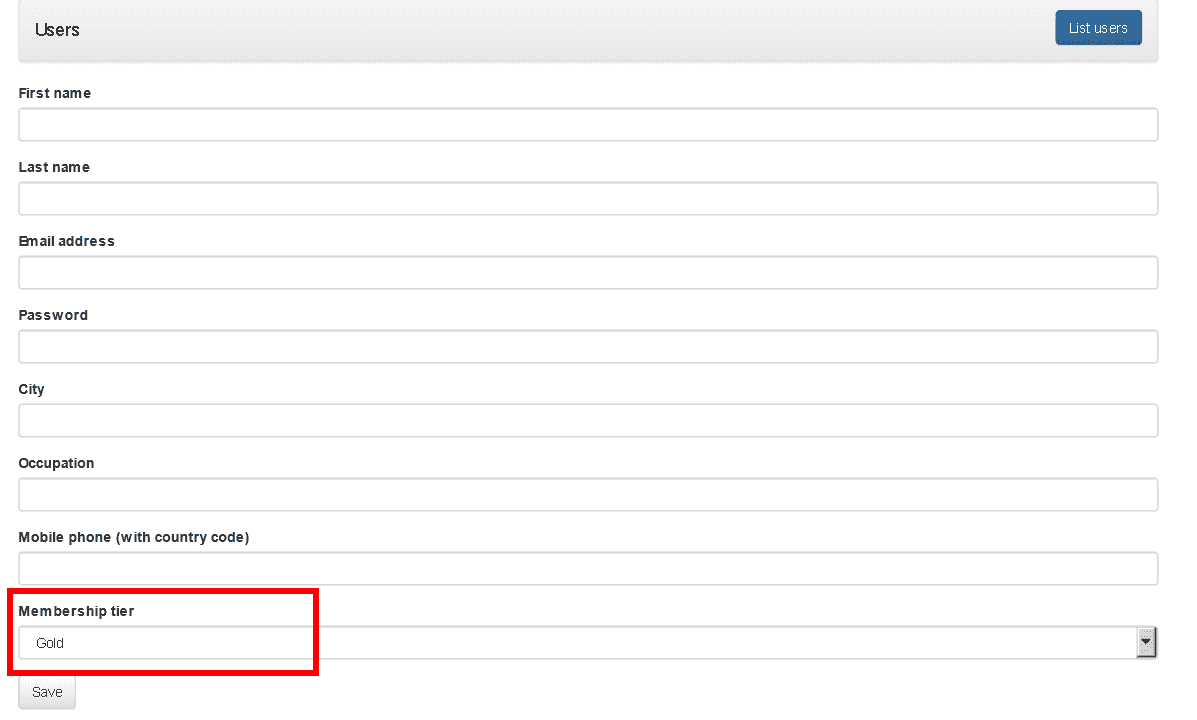 Users
List users
First name
Last name
Email address
Password
City
Occupation
Mobile phone (with country code)
Membership tier
Gold
Save